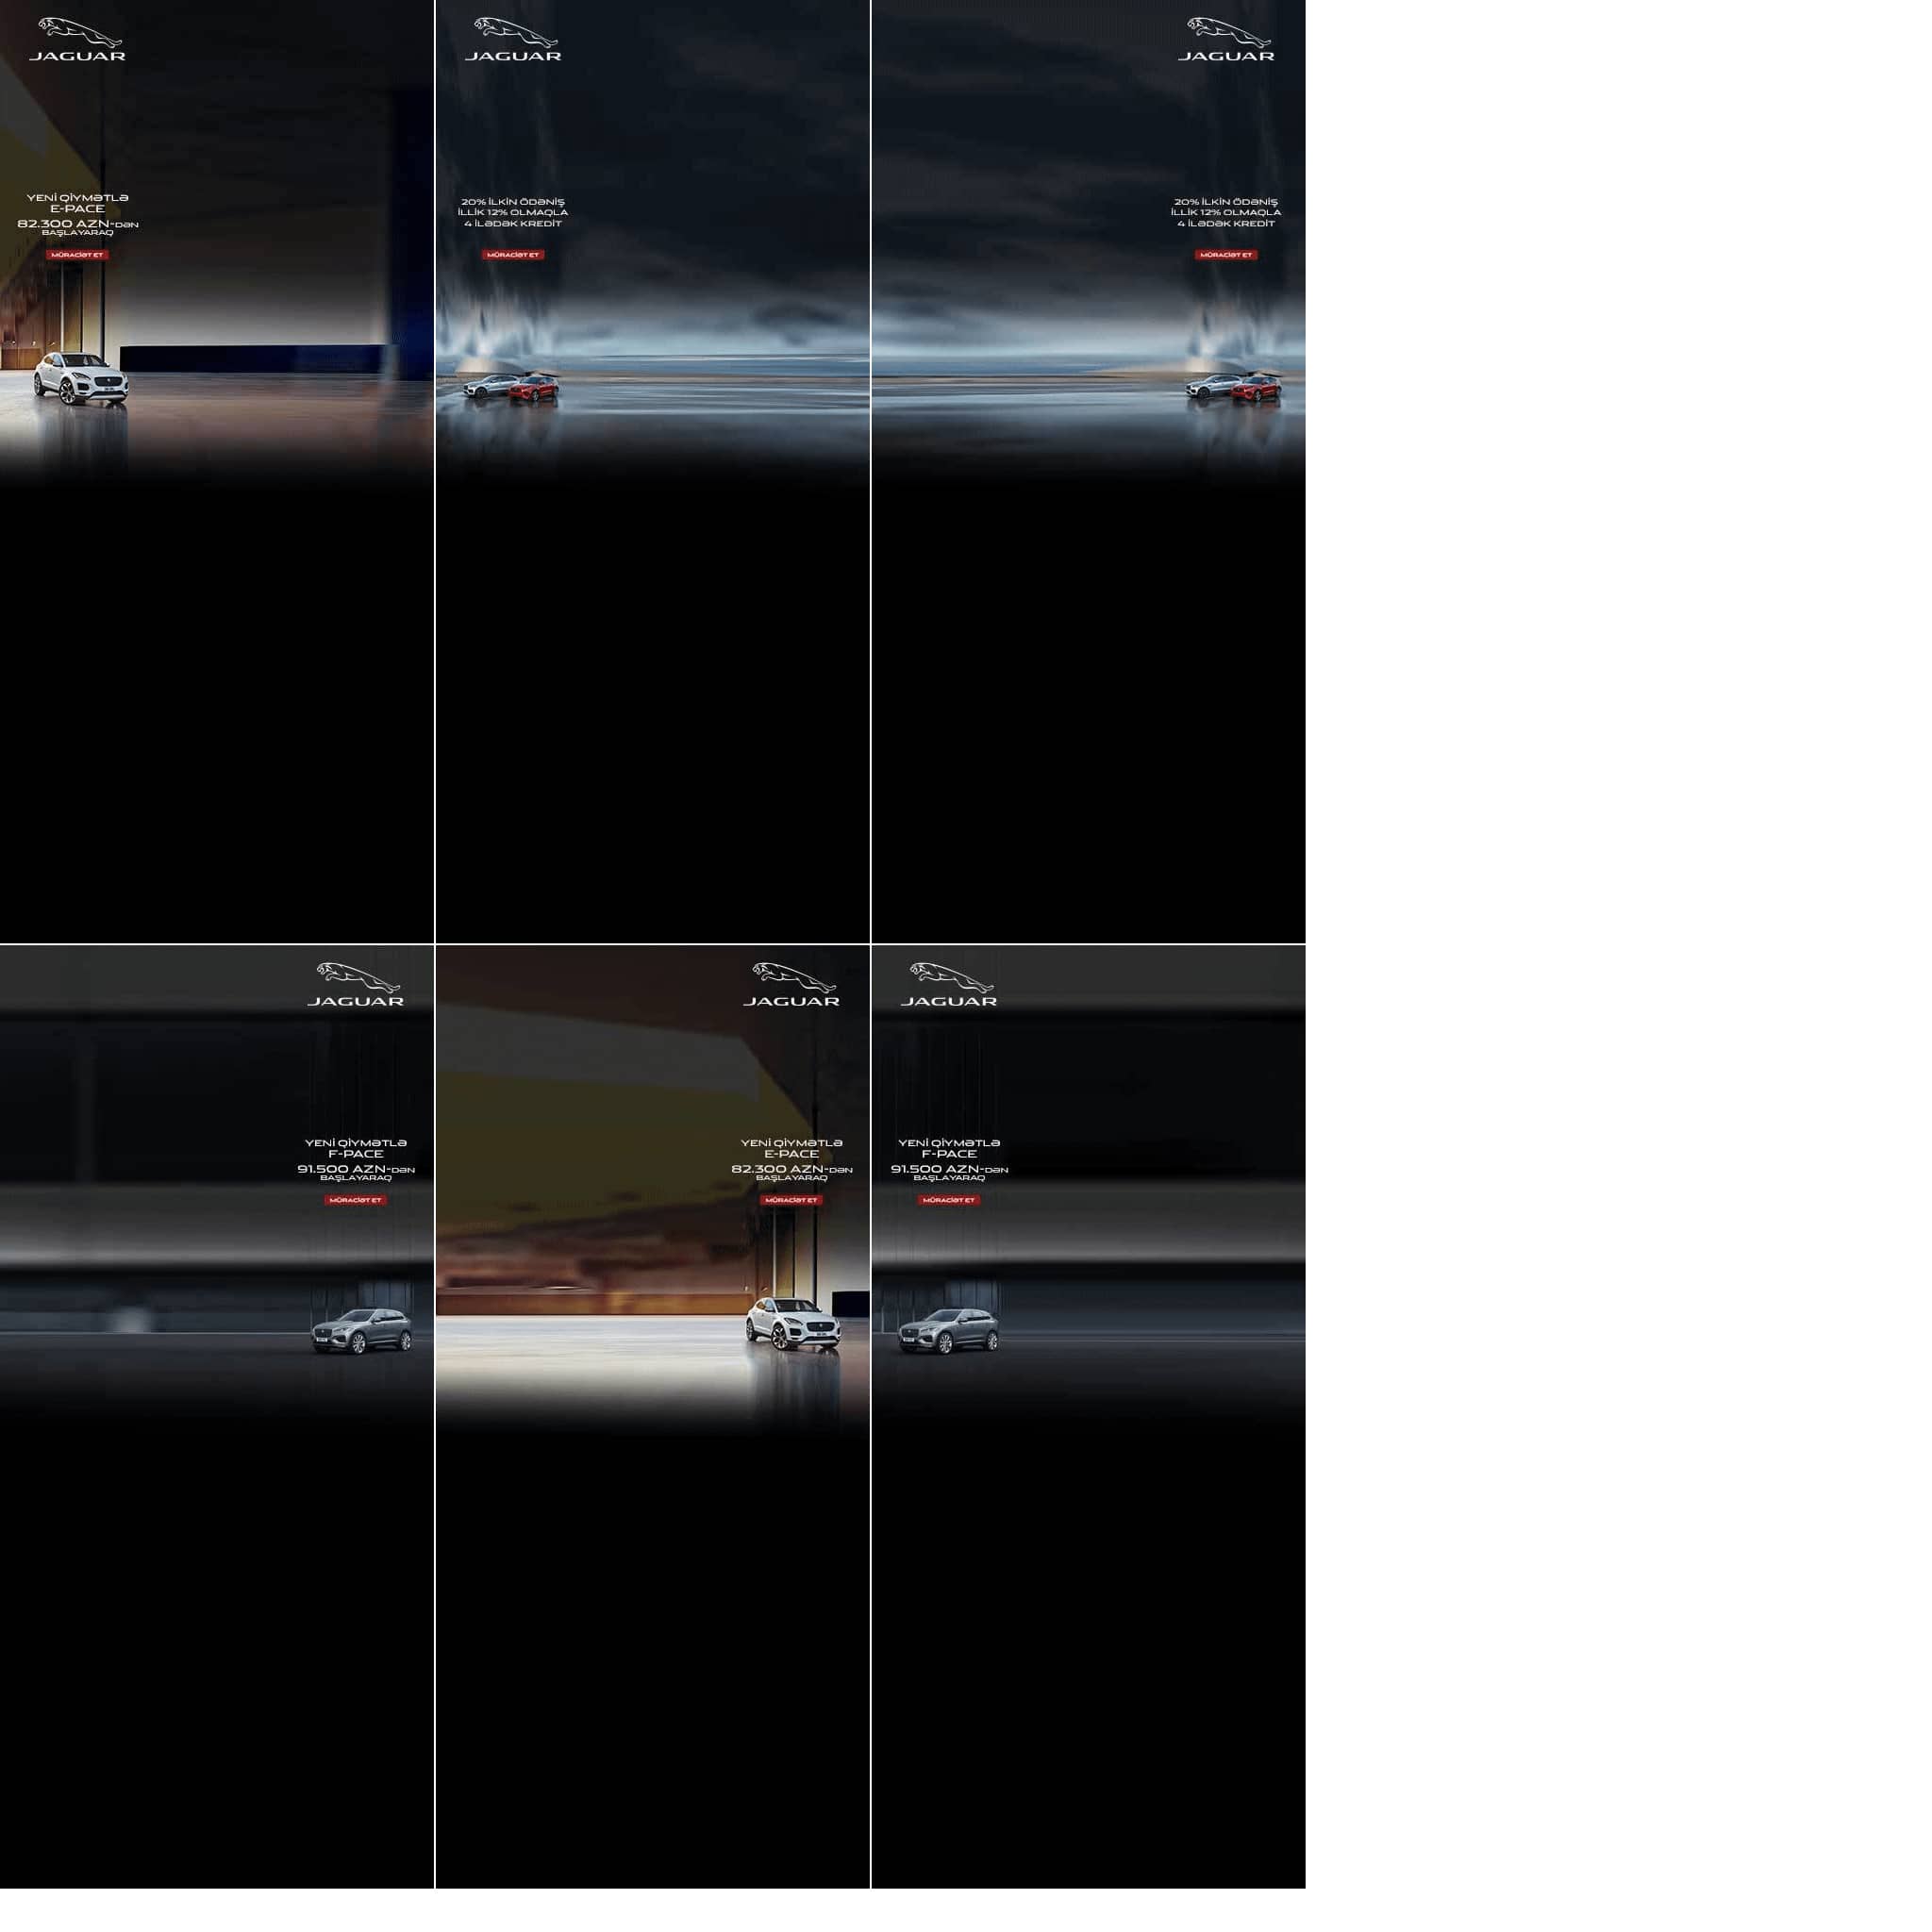 JAGUAR
YENİ QİYMƏTLƏ
E-PACE
82.300 AZN-DƏN
BAŞLAYARAQ
MÜRACİƏT ET
JAGUAR
20% İLKİN ÖDƏNİŞ
İLLİK 12% OLMAQLA
4 İLƏDƏK KREDİT
MÜRACİƏT ET
JAGUAR
20% İLKİN ÖDƏNİŞ
İLLİK 12% OLMAQLA
4 İLƏDƏK KREDİT
MÜRACİƏT ET
JAGUAR
YENİ QİYMƏTLƏ
F-PACE
91.500 AZN-DƏN
BAŞLAYARAQ
MÜRACİƏT ET
JAGUAR
YENİ QİYMƏTLƏ
E-PACE
82.300 AZN-DƏN
BAŞLAYARAQ
MÜRACİƏT ET
JAGUAR
YENİ QİYMƏTLƏ
F-PACE
91.500 AZN-DƏN
BAŞLAYARAQ
MÜRACİƏT ET